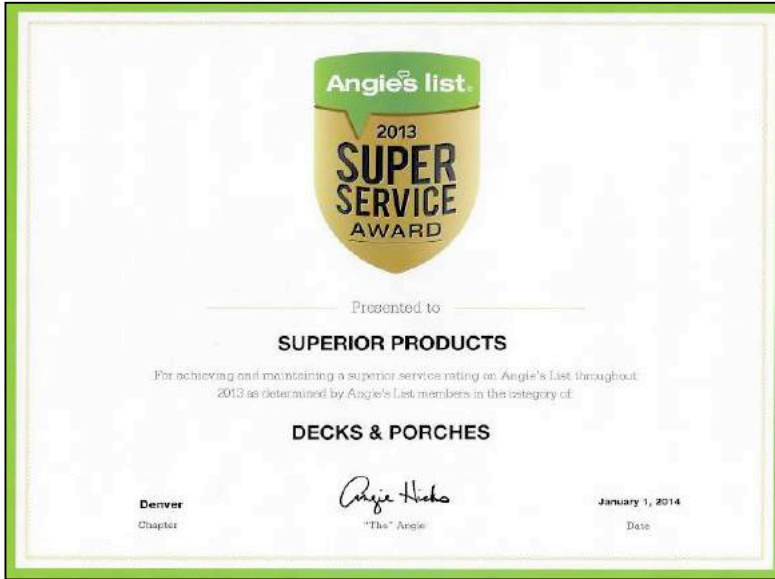 Angie's list®
2013
SUPER
SERVICE
AWARD
Presented to
SUPERIOR PRODUCTS
For achieving and maintaining a superior service rating on Angie's List throughout
2013 as determined by Angie's List members in the category of
DECKS & PORCHES
Angie Hicks
Denver
Chapter
"The" Angie
January 1, 2014
Date